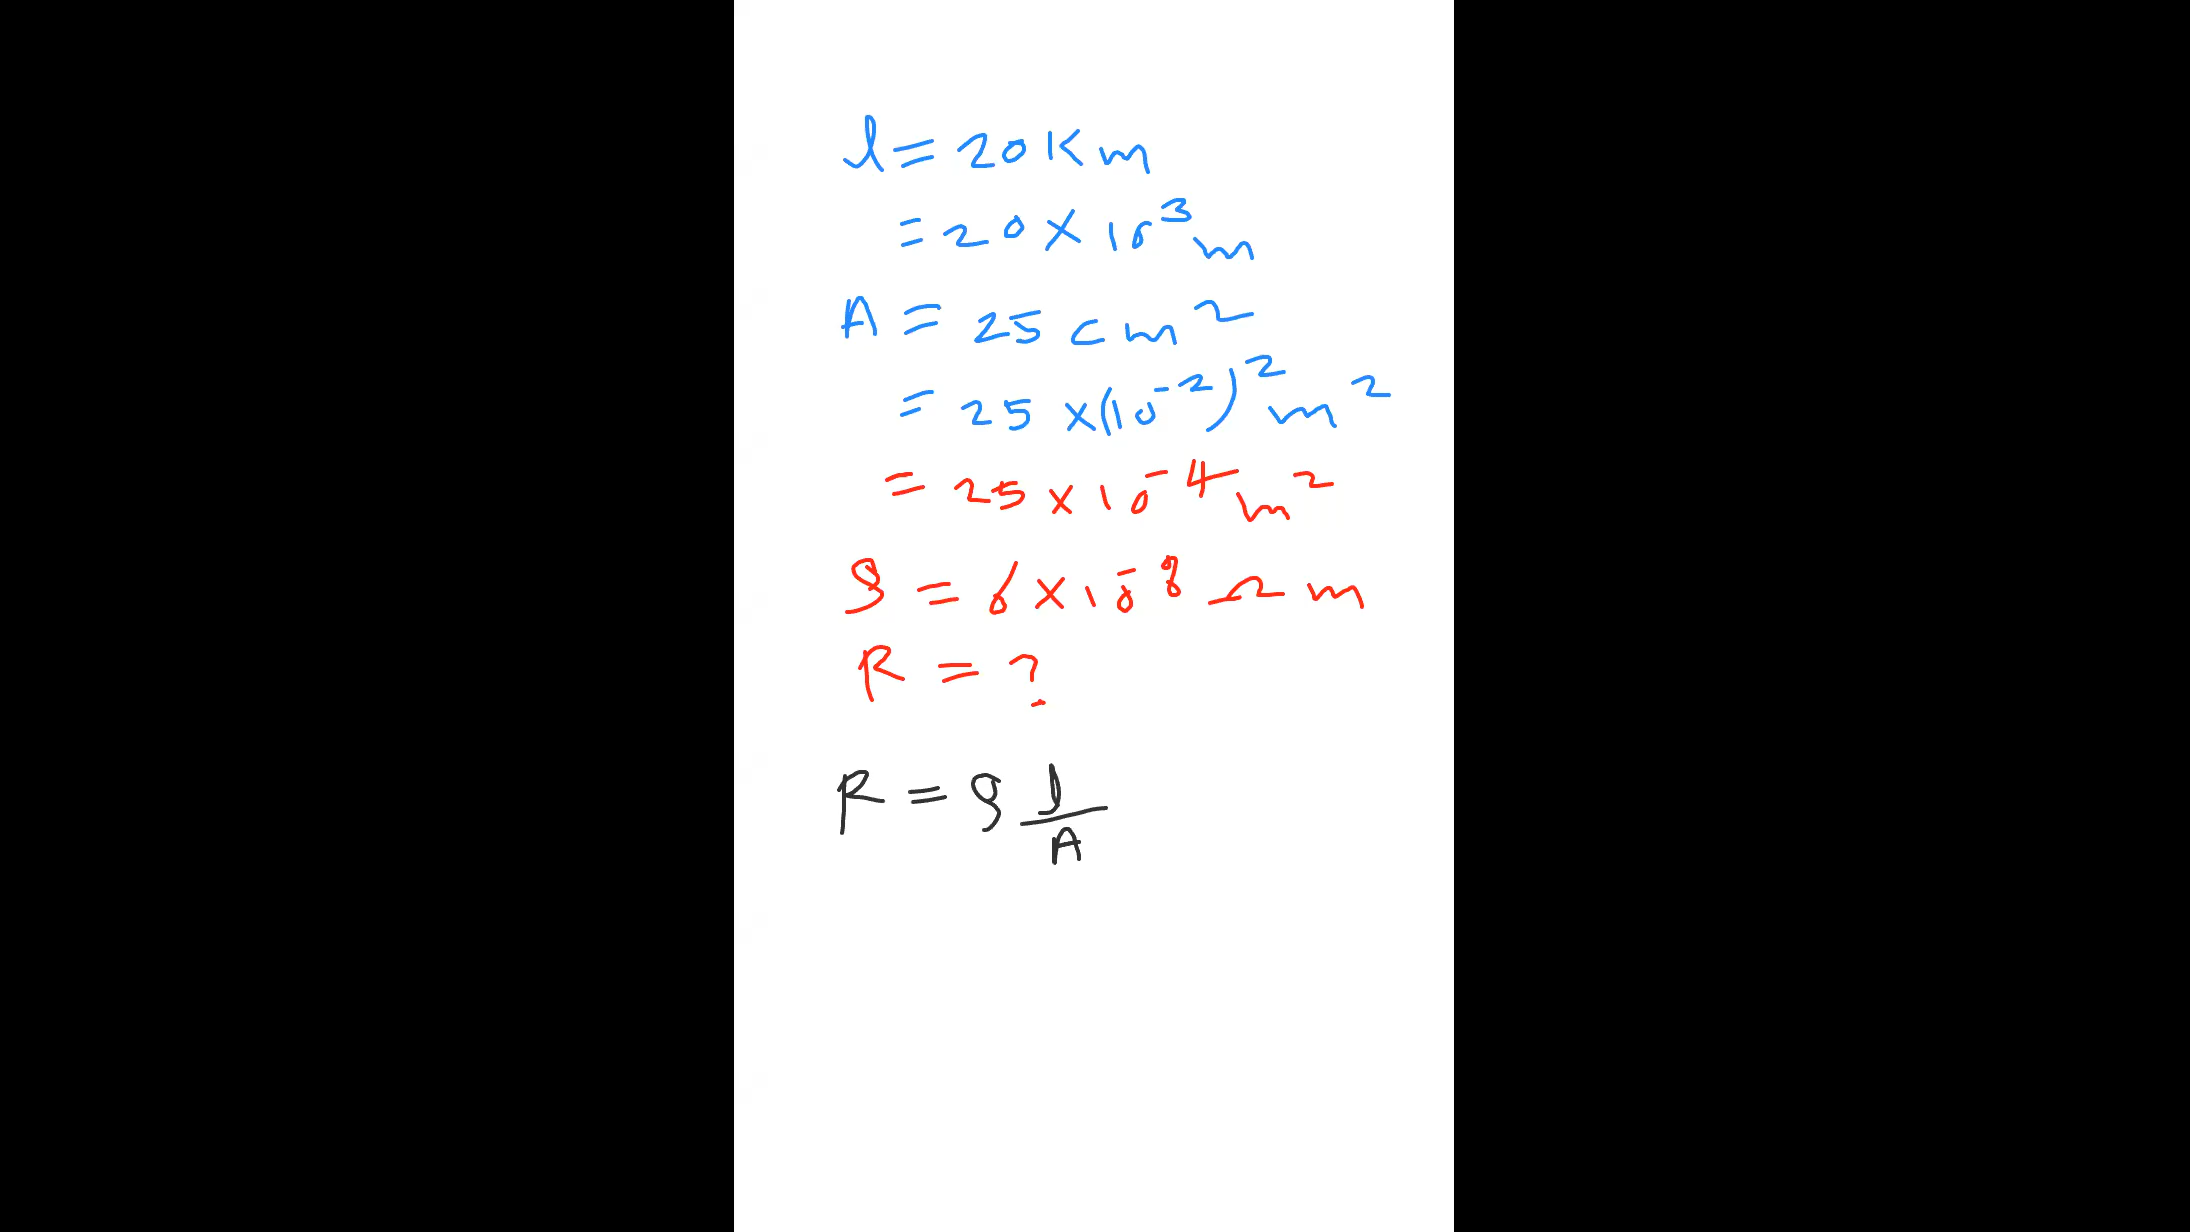 l = 20 Km
= 20 × 10³ m
A = 25 cm²
= 25 × (10⁻²)² m²
= 25 × 10⁻⁴ m²
ρ = 6 × 10⁻⁸ Ω m
R = ?
R = ρ l/A